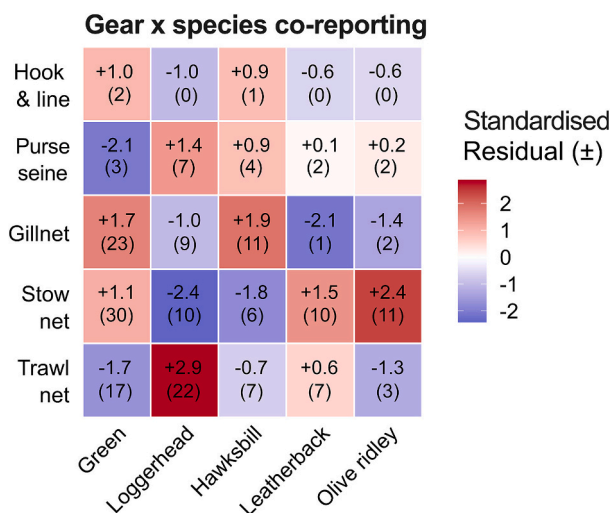 Gear x species co-reporting
Hook
& line
+1.0 -1.0 +0.9 -0.6 -0.6
(2) (0) (1) (0) (0)
Purse
seine
-2.1 +1.4 +0.9 +0.1 +0.2
(3) (7) (4) (2) (2)
Gillnet
+1.7 -1.0 +1.9 -2.1 -1.4
(23) (9) (11) (1) (2)
Stow
net
+1.1 -2.4 -1.8 +1.5 +2.4
(30) (10) (6) (10) (11)
Trawl
net
-1.7 +2.9 -0.7 +0.6 -1.3
(17) (22) (7) (7) (3)
Green
Loggerhead
Hawksbill
Leatherback
Olive ridley
Standardised
Residual (±)
2
1
0
-1
-2